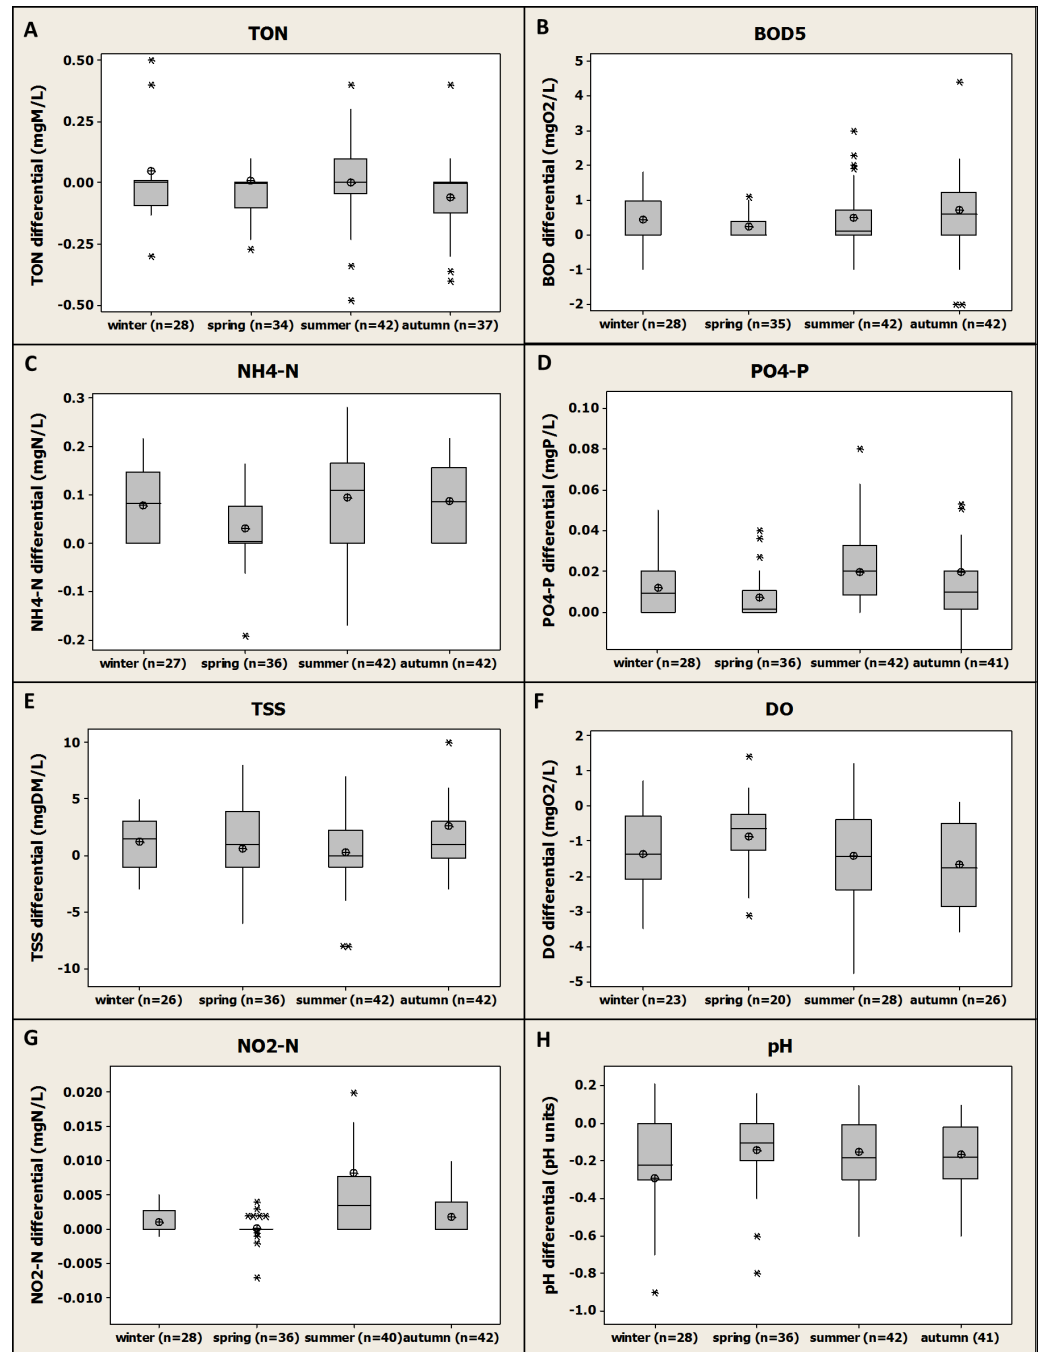 A
TON
TON differential (mgM/L)
0.50
0.25
0.00
-0.25
-0.50
winter (n=28) spring (n=34) summer (n=42) autumn (n=37)
B
BOD5
BOD differential (mgO2/L)
5
4
3
2
1
0
-1
-2
winter (n=28) spring (n=35) summer (n=42) autumn (n=42)
C
NH4-N
NH4-N differential (mgN/L)
0.3
0.2
0.1
0.0
-0.1
-0.2
winter (n=27) spring (n=36) summer (n=42) autumn (n=42)
D
PO4-P
PO4-P differential (mgP/L)
0.10
0.08
0.06
0.04
0.02
0.00
winter (n=28) spring (n=36) summer (n=42) autumn (n=41)
E
TSS
TSS differential (mgDM/L)
10
5
0
-5
-10
winter (n=26) spring (n=36) summer (n=42) autumn (n=42)
F
DO
DO differential (mgO2/L)
2
1
0
-1
-2
-3
-4
-5
winter (n=23) spring (n=20) summer (n=28) autumn (n=26)
G
NO2-N
NO2-N differential (mgN/L)
0.020
0.015
0.010
0.005
0.000
-0.005
-0.010
winter (n=28) spring (n=36) summer (n=40) autumn (n=42)
H
pH
pH differential (pH units)
0.2
0.0
-0.2
-0.4
-0.6
-0.8
-1.0
winter (n=28) spring (n=36) summer (n=42) autumn (41)